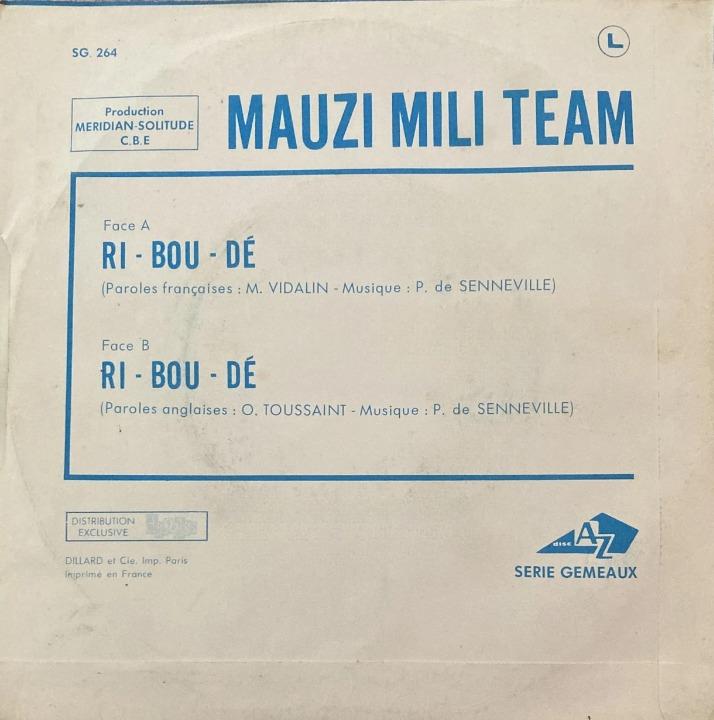 SG. 264
L
Production
MERIDIAN-SOLITUDE
C.B.E
MAUZI MILI TEAM
Face A
RI - BOU - DÉ
(Paroles françaises : M. VIDALIN - Musique : P. de SENNEVILLE)
Face B
RI - BOU - DÉ
(Paroles anglaises : O. TOUSSAINT - Musique : P. de SENNEVILLE)
DISTRIBUTION
EXCLUSIVE
DILLARD et Cie. Imp. Paris
Imprimé en France
disc AZ
SERIE GEMEAUX